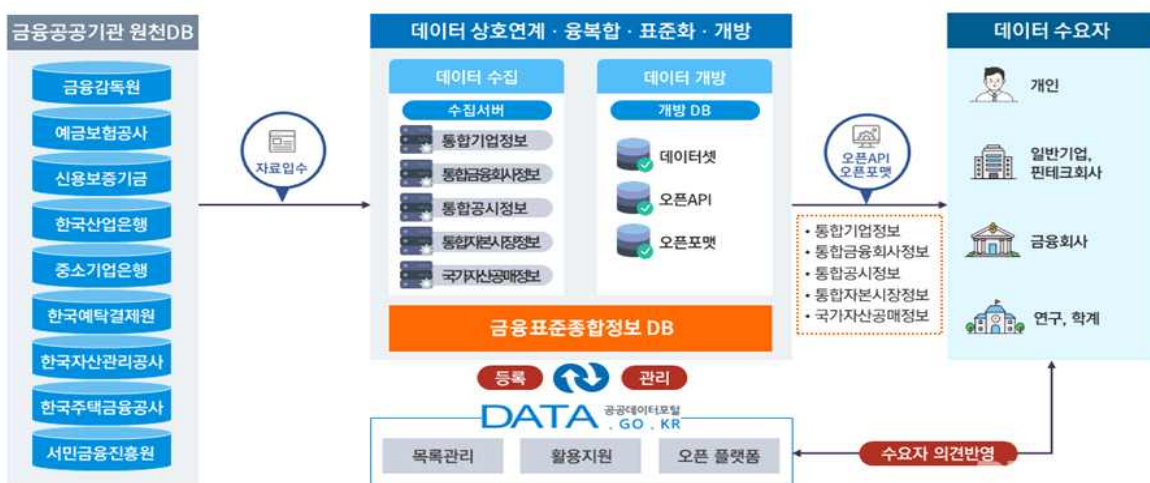 금융공공기관 원천DB
금융감독원
예금보험공사
신용보증기금
한국산업은행
중소기업은행
한국예탁결제원
한국자산관리공사
한국주택금융공사
서민금융진흥원
자료입수
데이터 상호연계 · 융복합 · 표준화 · 개방
데이터 수집
수집서버
통합기업정보
통합금융회사정보
통합공시정보
통합자본시장정보
국가자산공매정보
데이터 개방
개방 DB
데이터셋
오픈API
오픈포맷
금융표준종합정보 DB
오픈API
오픈포맷
• 통합기업정보
• 통합금융회사정보
• 통합공시정보
• 통합자본시장정보
• 국가자산공매정보
데이터 수요자
개인
일반기업,
핀테크회사
금융회사
연구, 학계
등록
관리
DATA 공공데이터포털
. GO . KR
목록관리
활용지원
오픈 플랫폼
수요자 의견반영